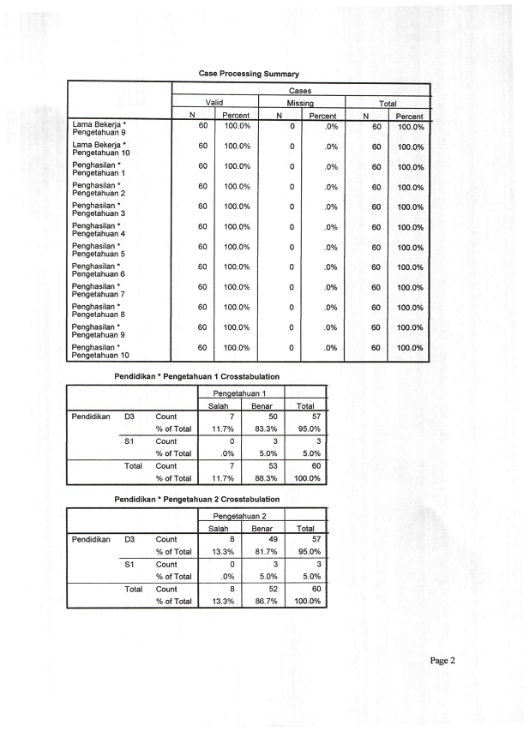 Case Processing Summary
Cases
Valid Missing Total
N Percent N Percent N Percent
Lama Bekerja * Pengetahuan 9 60 100.0% 0 .0% 60 100.0%
Lama Bekerja * Pengetahuan 10 60 100.0% 0 .0% 60 100.0%
Penghasilan * Pengetahuan 1 60 100.0% 0 .0% 60 100.0%
Penghasilan * Pengetahuan 2 60 100.0% 0 .0% 60 100.0%
Penghasilan * Pengetahuan 3 60 100.0% 0 .0% 60 100.0%
Penghasilan * Pengetahuan 4 60 100.0% 0 .0% 60 100.0%
Penghasilan * Pengetahuan 5 60 100.0% 0 .0% 60 100.0%
Penghasilan * Pengetahuan 6 60 100.0% 0 .0% 60 100.0%
Penghasilan * Pengetahuan 7 60 100.0% 0 .0% 60 100.0%
Penghasilan * Pengetahuan 8 60 100.0% 0 .0% 60 100.0%
Penghasilan * Pengetahuan 9 60 100.0% 0 .0% 60 100.0%
Penghasilan * Pengetahuan 10 60 100.0% 0 .0% 60 100.0%
Pendidikan * Pengetahuan 1 Crosstabulation
Pengetahuan 1
Salah Benar Total
Pendidikan D3 Count 7 50 57
% of Total 11.7% 83.3% 95.0%
S1 Count 0 3 3
% of Total .0% 5.0% 5.0%
Total Count 7 53 60
% of Total 11.7% 88.3% 100.0%
Pendidikan * Pengetahuan 2 Crosstabulation
Pengetahuan 2
Salah Benar Total
Pendidikan D3 Count 8 49 57
% of Total 13.3% 81.7% 95.0%
S1 Count 0 3 3
% of Total .0% 5.0% 5.0%
Total Count 8 52 60
% of Total 13.3% 86.7% 100.0%
Page 2